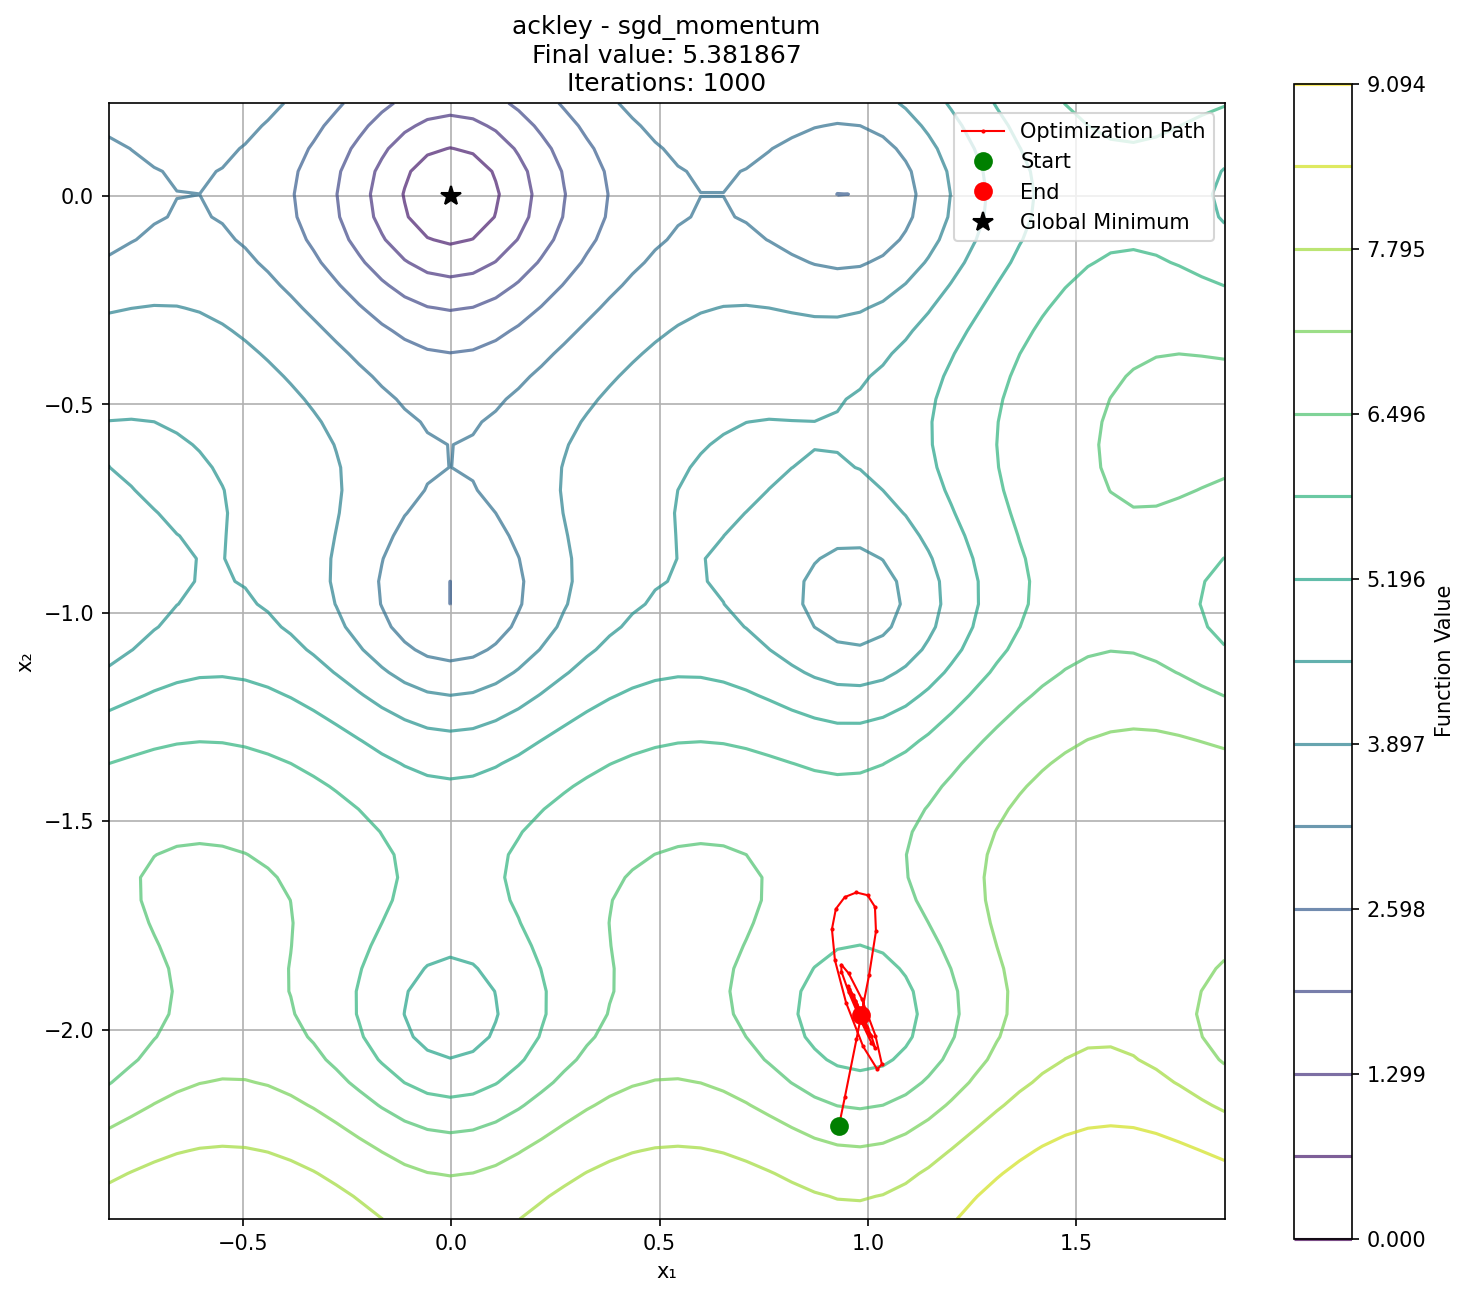 ackley - sgd_momentum
Final value: 5.381867
Iterations: 1000
Optimization Path
Start
End
Global Minimum
0.0
−0.5
−1.0
−1.5
−2.0
x₂
−0.5
0.0
0.5
1.0
1.5
x₁
9.094
7.795
6.496
5.196
3.897
2.598
1.299
0.000
Function Value